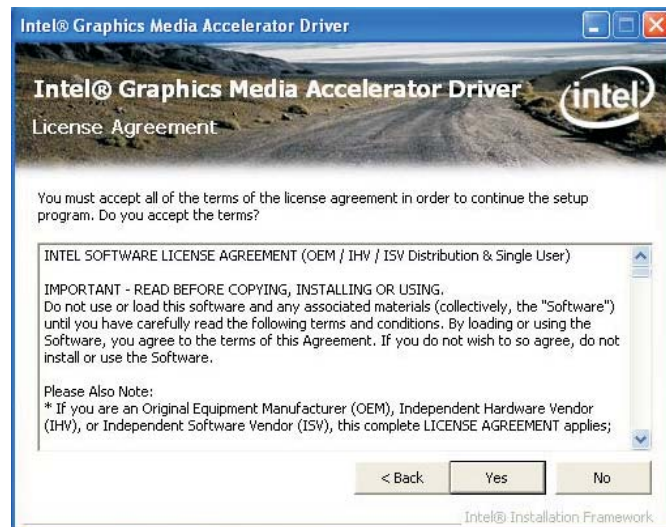 Intel® Graphics Media Accelerator Driver
Intel® Graphics Media Accelerator Driver
intel
License Agreement
You must accept all of the terms of the license agreement in order to continue the setup
program. Do you accept the terms?
INTEL SOFTWARE LICENSE AGREEMENT (OEM / IHV / ISV Distribution & Single User)
IMPORTANT - READ BEFORE COPYING, INSTALLING OR USING.
Do not use or load this software and any associated materials (collectively, the "Software")
until you have carefully read the following terms and conditions. By loading or using the
Software, you agree to the terms of this Agreement. If you do not wish to so agree, do not
install or use the Software.
Please Also Note:
* If you are an Original Equipment Manufacturer (OEM), Independent Hardware Vendor
(IHV), or Independent Software Vendor (ISV), this complete LICENSE AGREEMENT applies;
< Back Yes No
Intel® Installation Framework